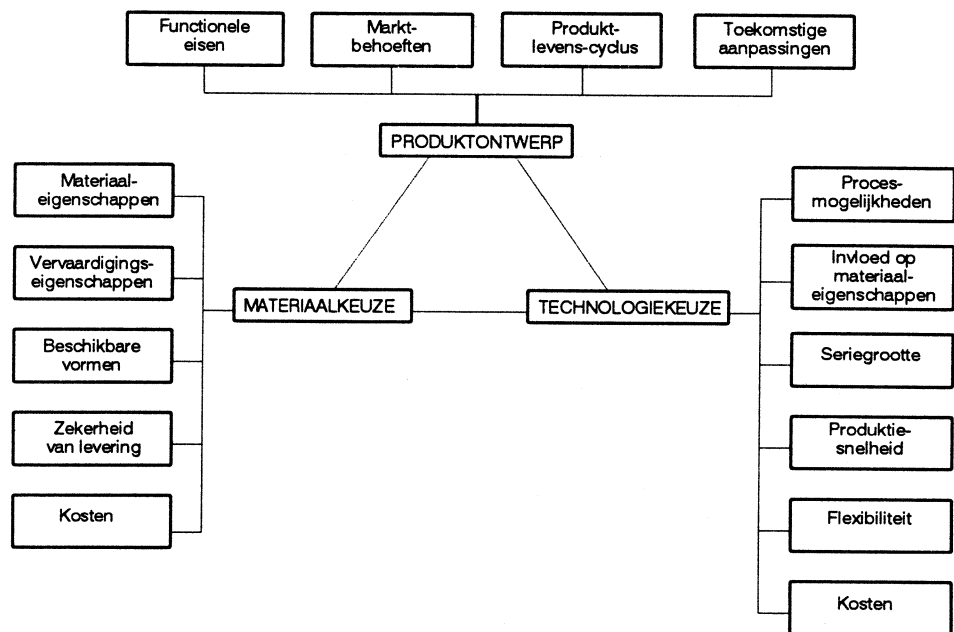 Functionele
eisen
Markt-
behoeften
Produkt-
levens-cyclus
Toekomstige
aanpassingen
PRODUKTONTWERP
Materiaal-
eigenschappen
Vervaardigings-
eigenschappen
Beschikbare
vormen
Zekerheid
van levering
Kosten
MATERIAALKEUZE
TECHNOLOGIEKEUZE
Proces-
mogelijkheden
Invloed op
materiaal-
eigenschappen
Seriegrootte
Produktie-
snelheid
Flexibiliteit
Kosten